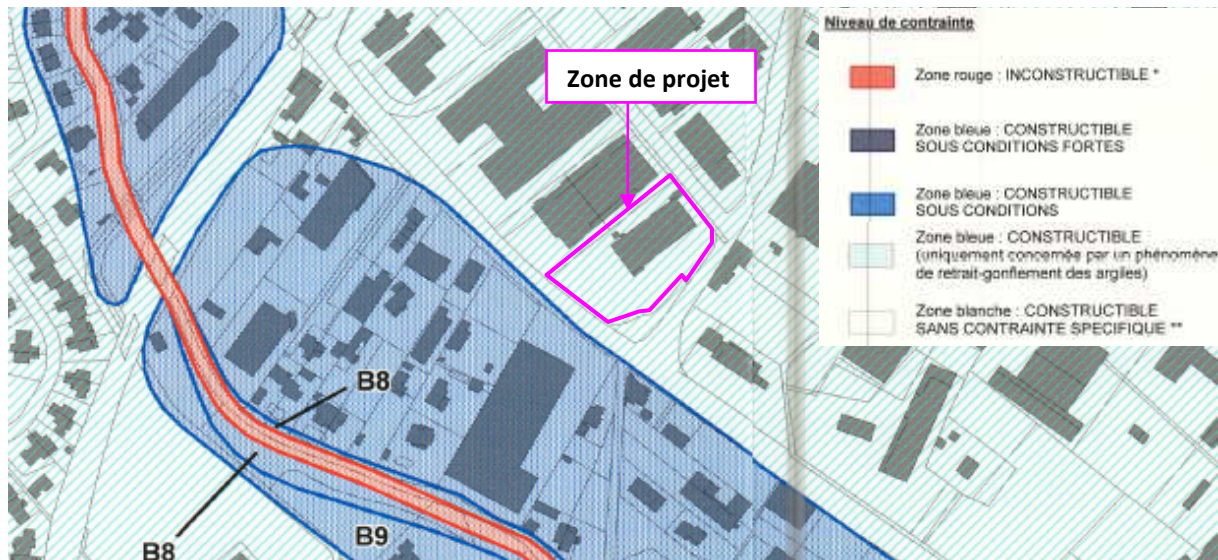 Zone de projet
Niveau de contrainte
Zone rouge : INCONSTRUCTIBLE *
Zone bleue : CONSTRUCTIBLE
SOUS CONDITIONS FORTES
Zone bleue : CONSTRUCTIBLE
SOUS CONDITIONS
Zone bleue : CONSTRUCTIBLE
(uniquement concernée par un phénomène
de retrait-gonflement des argiles)
Zone blanche : CONSTRUCTIBLE
SANS CONTRAINTE SPECIFIQUE **
B8
B8
B9